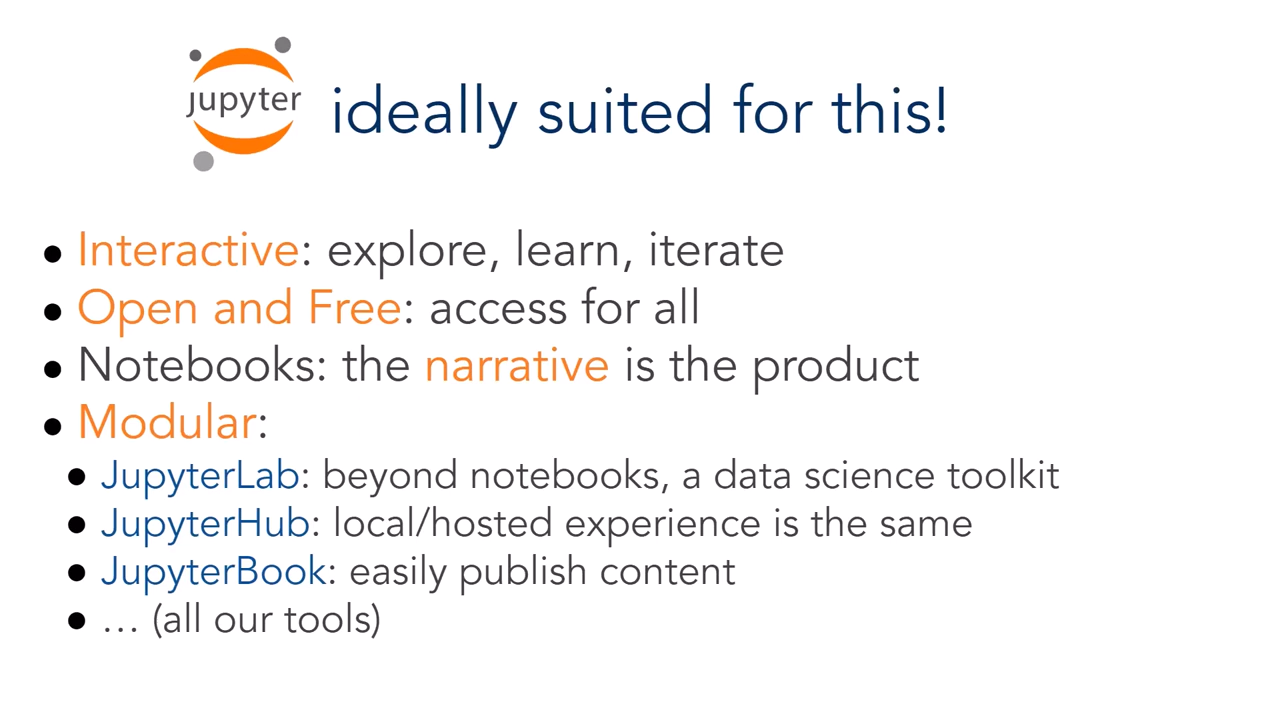 jupyter ideally suited for this!
• Interactive: explore, learn, iterate
• Open and Free: access for all
• Notebooks: the narrative is the product
• Modular:
• JupyterLab: beyond notebooks, a data science toolkit
• JupyterHub: local/hosted experience is the same
• JupyterBook: easily publish content
• … (all our tools)